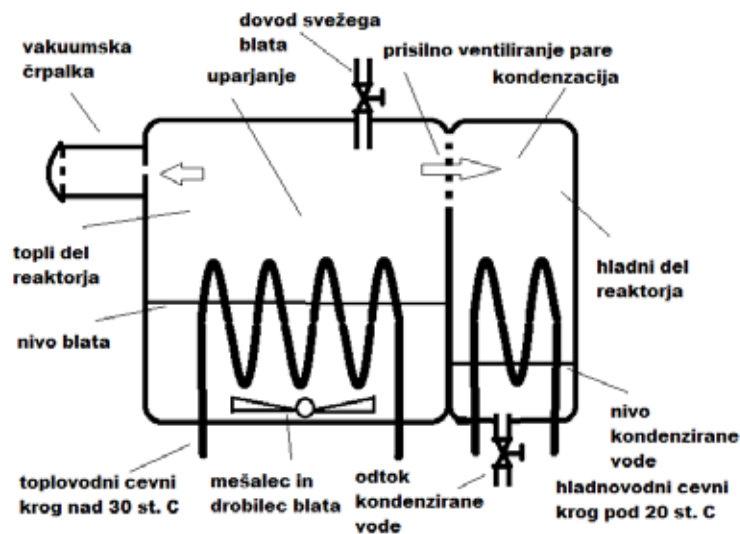 dovod svežega
blata
vakuumska
črpalka
uparjanje
prisilno ventiliranje pare
kondenzacija
topli del
reaktorja
hladni del
reaktorja
nivo blata
nivo
kondenzirane
vode
toplovodni cevni
krog nad 30 st. C
mešalec in
drobilec blata
odtok
kondenzirane
vode
hladnovodni cevni
krog pod 20 st. C